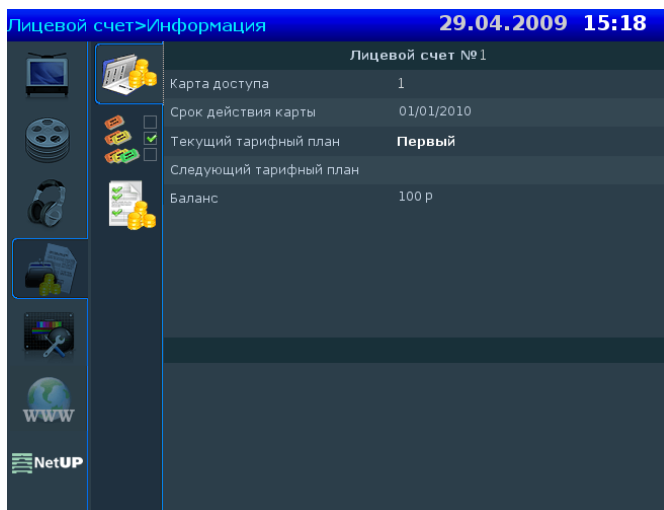 Лицевой счет>Информация 29.04.2009 15:18
Лицевой счет №1
Карта доступа 1
Срок действия карты 01/01/2010
Текущий тарифный план Первый
Следующий тарифный план
Баланс 100 р
www
NetUP